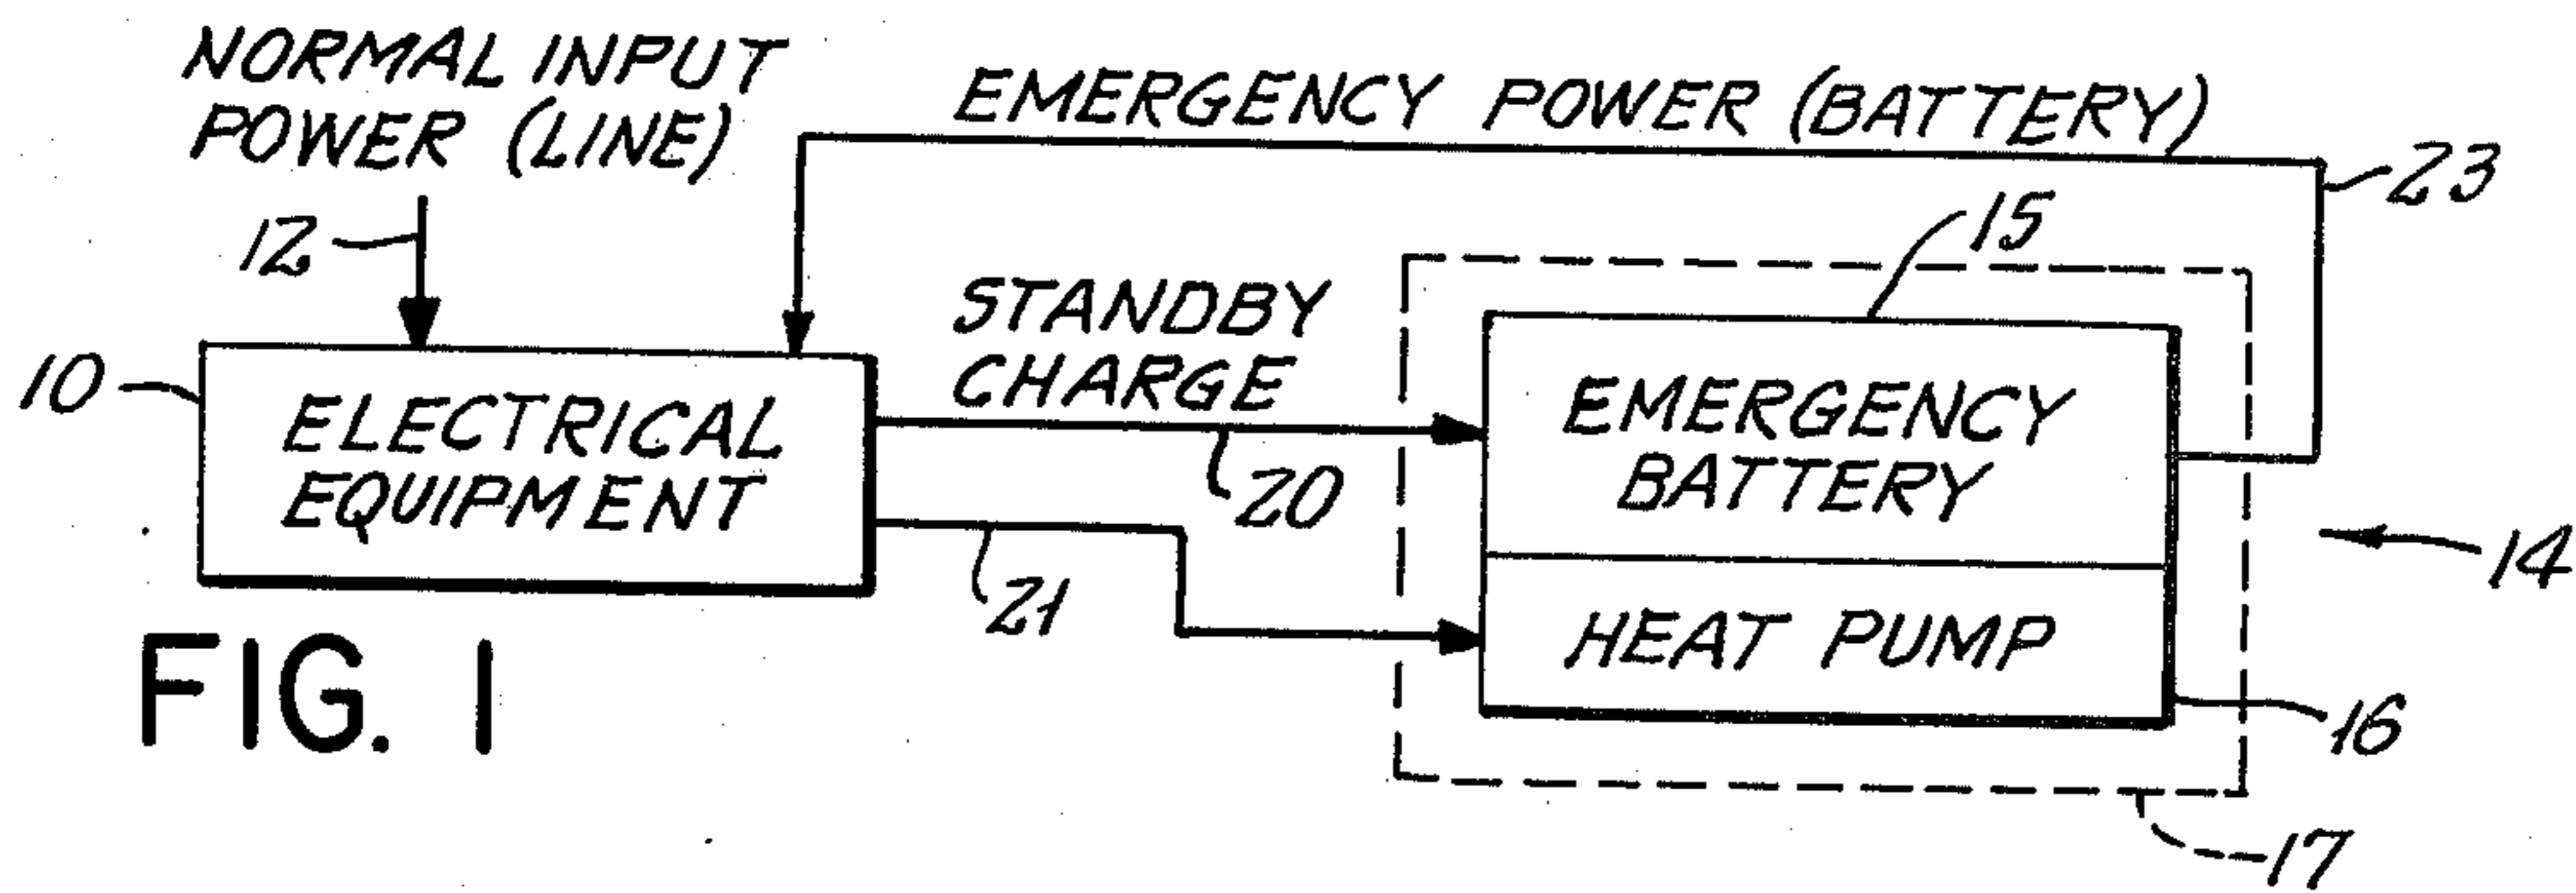 NORMAL INPUT
POWER (LINE)
EMERGENCY POWER (BATTERY)
23
12
15
STANDBY
CHARGE
10
ELECTRICAL
EQUIPMENT
EMERGENCY
BATTERY
20
14
21
HEAT PUMP
16
FIG. 1
17